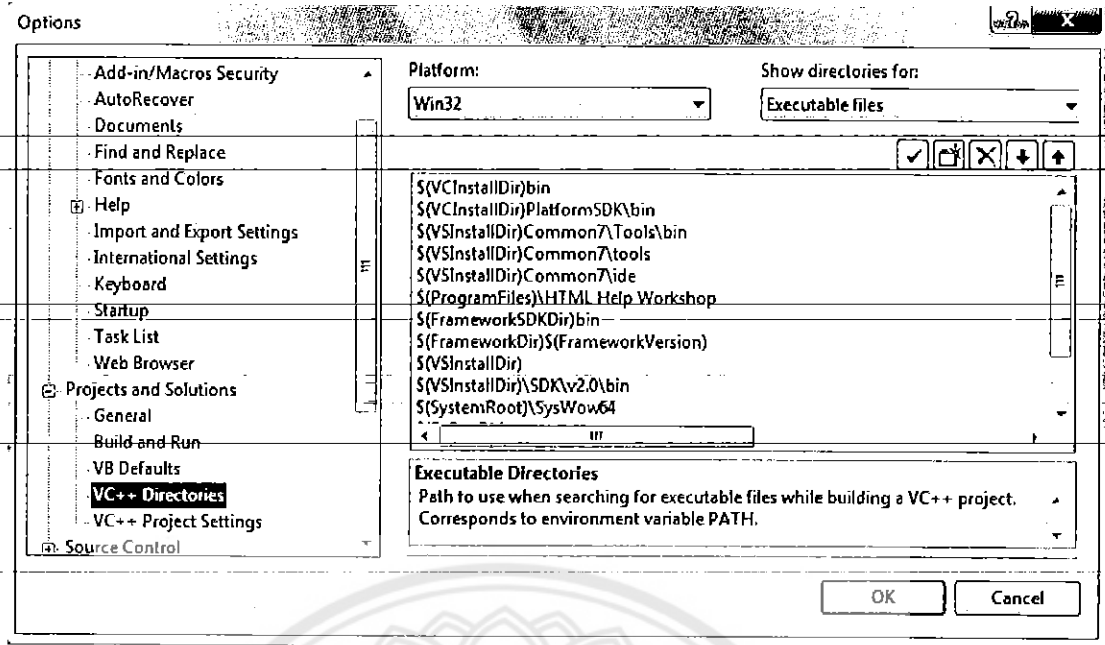 Options
Add-in/Macros Security
AutoRecover
Documents
Find and Replace
Fonts and Colors
Help
Import and Export Settings
International Settings
Keyboard
Startup
Task List
Web Browser
Projects and Solutions
General
Build and Run
VB Defaults
VC++ Directories
VC++ Project Settings
Source Control
Platform:
Win32
Show directories for:
Executable files
$(VCInstallDir)bin
$(VCInstallDir)PlatformSDK\bin
$(VSInstallDir)Common7\Tools\bin
$(VSInstallDir)Common7\tools
$(VSInstallDir)Common7\ide
$(ProgramFiles)\HTML Help Workshop
$(FrameworkSDKDir)bin
$(FrameworkDir)$(FrameworkVersion)
$(VSInstallDir)
$(VSInstallDir)\SDK\v2.0\bin
$(SystemRoot)\SysWow64
Executable Directories
Path to use when searching for executable files while building a VC++ project.
Corresponds to environment variable PATH.
OK
Cancel